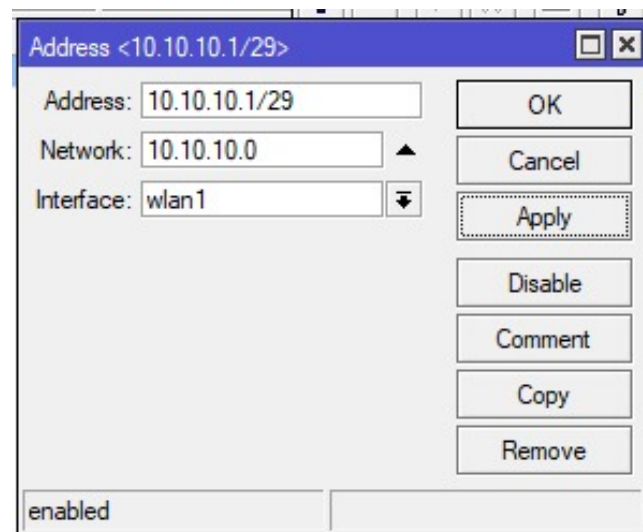 Address <10.10.10.1/29>
Address: 10.10.10.1/29
OK
Network: 10.10.10.0
Cancel
Interface: wlan1
Apply
Disable
Comment
Copy
Remove
enabled